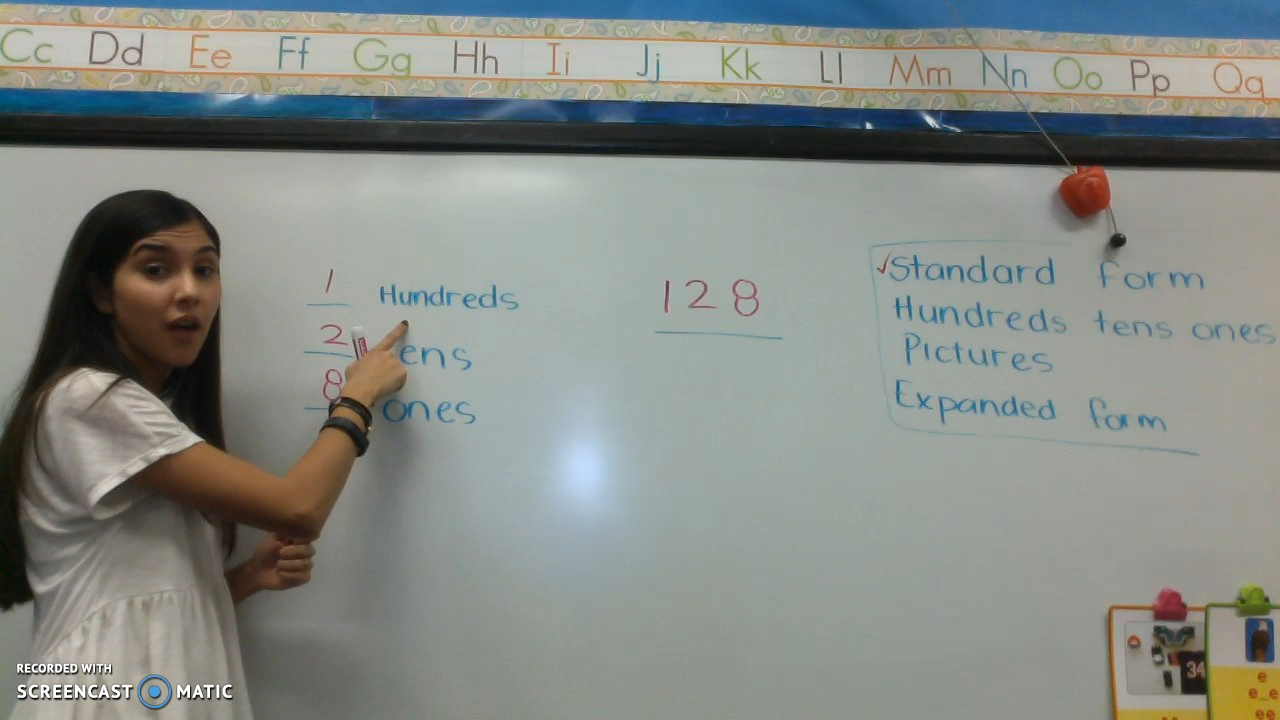 Cc Dd Ee Ff Gg Hh Ii Jj Kk Ll Mm Nn Oo Pp Qq
1 Hundreds
2 tens
8 ones
128
✓Standard form
Hundreds tens ones
Pictures
Expanded form
34
RECORDED WITH
SCREENCAST MATIC